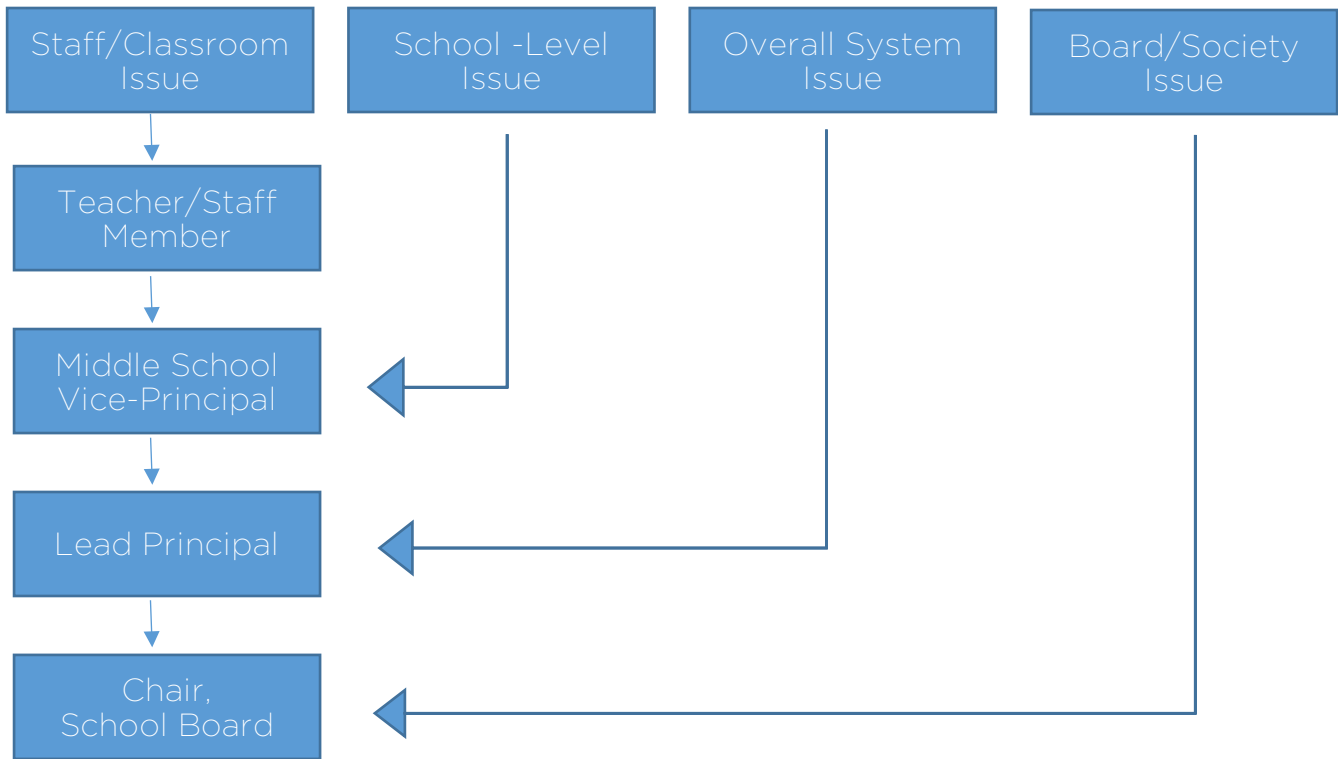 Staff/Classroom
Issue
School -Level
Issue
Overall System
Issue
Board/Society
Issue
Teacher/Staff
Member
Middle School
Vice-Principal
Lead Principal
Chair,
School Board